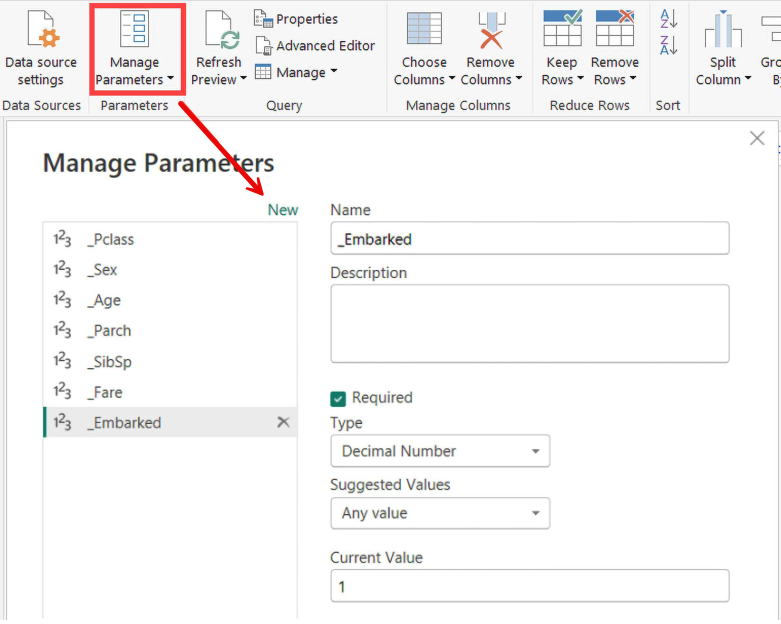 Data source
settings
Manage
Parameters
Refresh
Preview
Properties
Advanced Editor
Manage
Choose
Columns
Remove
Columns
Keep
Rows
Remove
Rows
A
Z
Z
A
Split
Column
Data Sources
Parameters
Query
Manage Columns
Reduce Rows
Sort
Manage Parameters
New
123 _Pclass
123 _Sex
123 _Age
123 _Parch
123 _SibSp
123 _Fare
123 _Embarked
Name
_Embarked
Description
Required
Type
Decimal Number
Suggested Values
Any value
Current Value
1